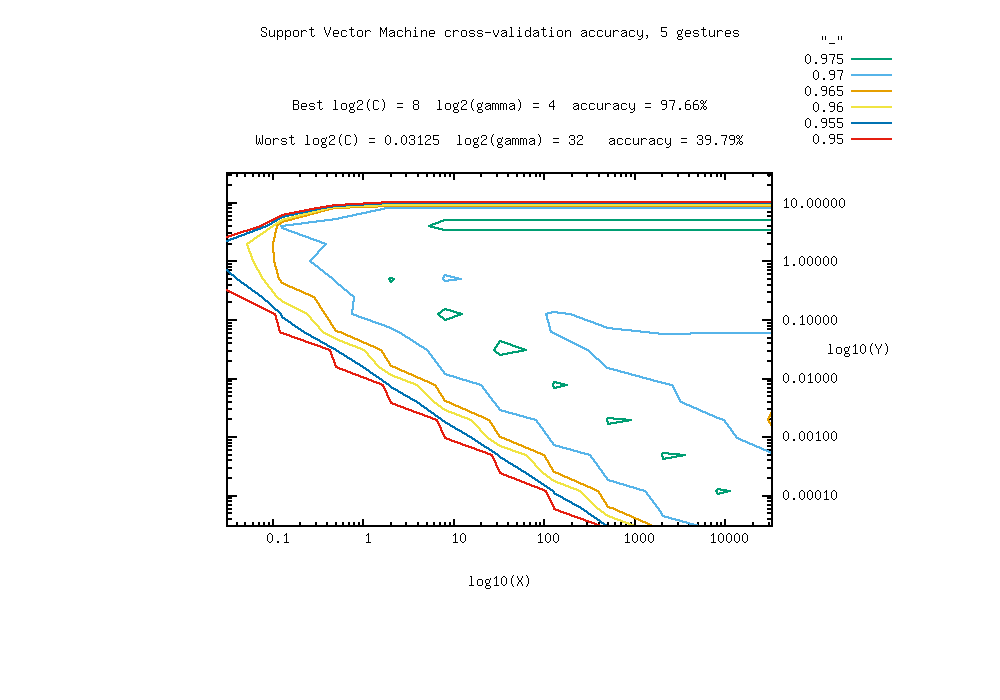 Support Vector Machine cross-validation accuracy, 5 gestures
"_"
0.975
0.97
0.965
0.96
0.955
0.95
Best log2(C) = 8  log2(gamma) = 4  accuracy = 97.66%
Worst log2(C) = 0.03125  log2(gamma) = 32   accuracy = 39.79%
10.00000
1.00000
0.10000
log10(Y)
0.01000
0.00100
0.00010
0.1 1 10 100 1000 10000
log10(X)